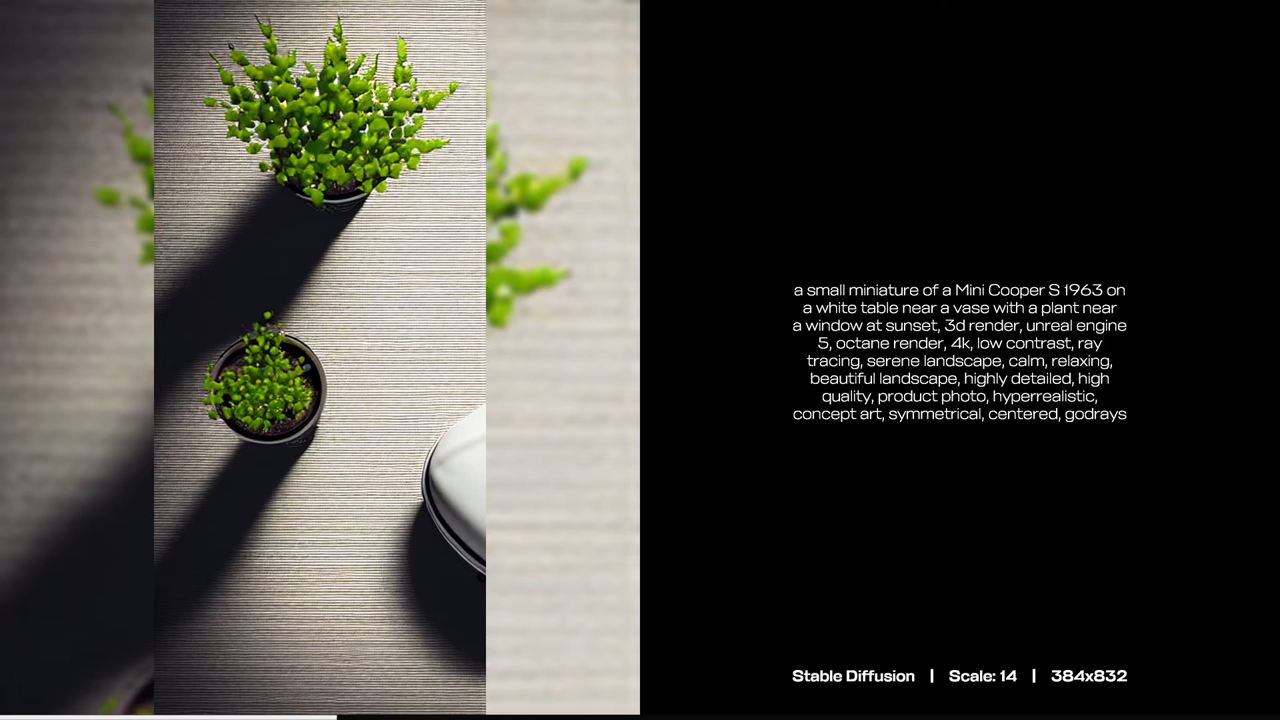 a small miniature of a Mini Cooper S 1963 on
a white table near a vase with a plant near
a window at sunset, 3d render, unreal engine
5, octane render, 4k, low contrast, ray
tracing, serene landscape, calm, relaxing,
beautiful landscape, highly detailed, high
quality, product photo, hyperrealistic,
concept art, symmetrical, centered, godrays
Stable Diffusion | Scale: 14 | 384x832